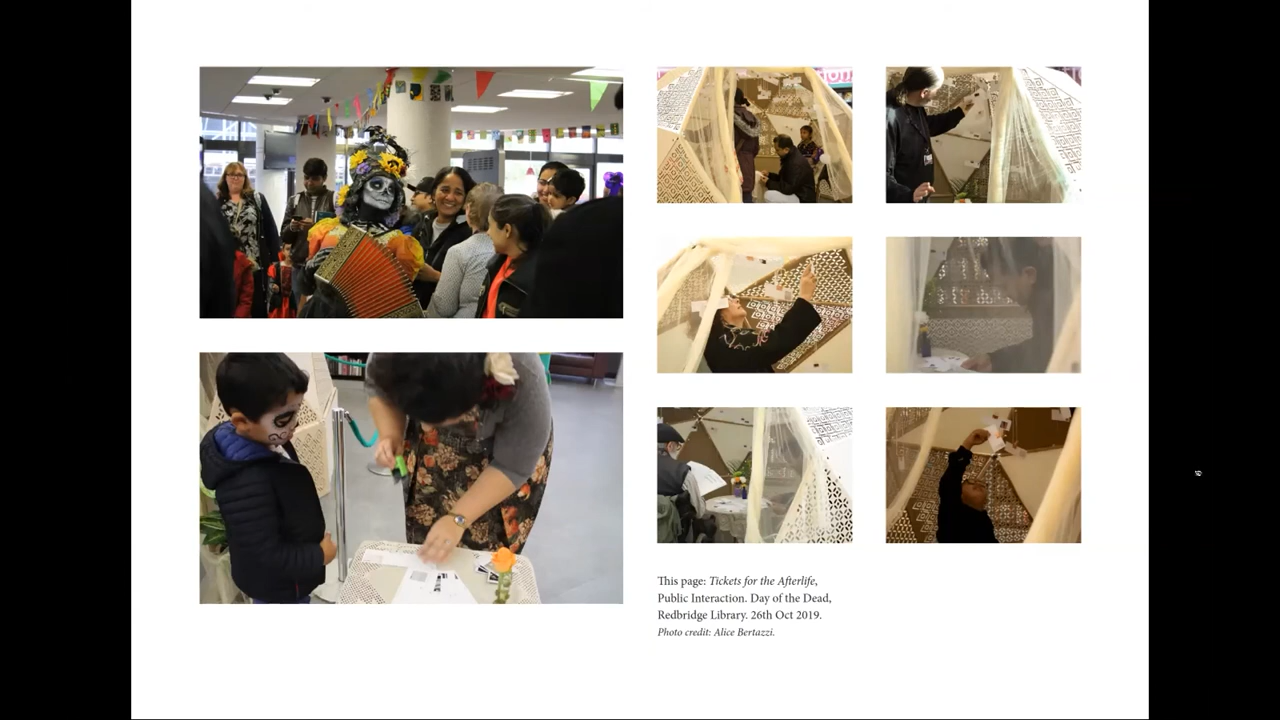 This page: Tickets for the Afterlife,
Public Interaction. Day of the Dead,
Redbridge Library. 26th Oct 2019.
Photo credit: Alice Bertazzi.